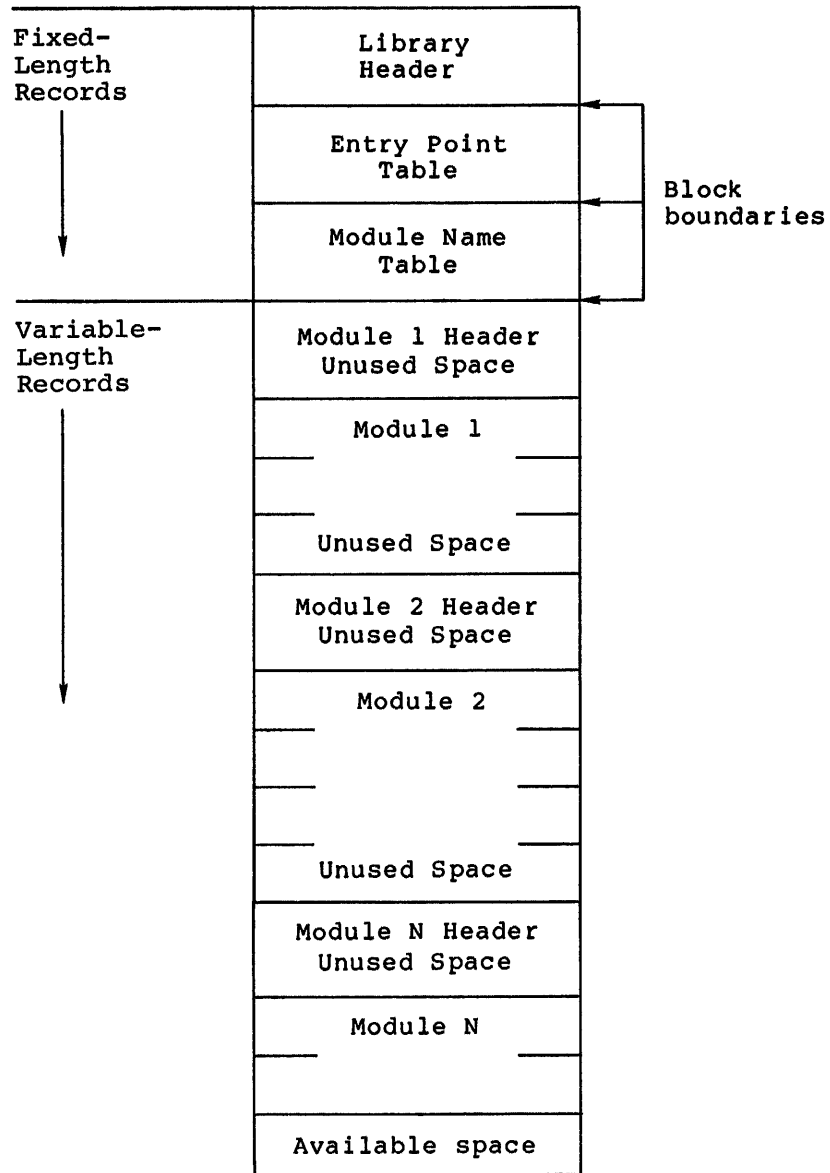 Fixed-
Length
Records
Library
Header
Entry Point
Table
Block
boundaries
Module Name
Table
Variable-
Length
Records
Module 1 Header
Unused Space
Module 1
Unused Space
Module 2 Header
Unused Space
Module 2
Unused Space
Module N Header
Unused Space
Module N
Available space